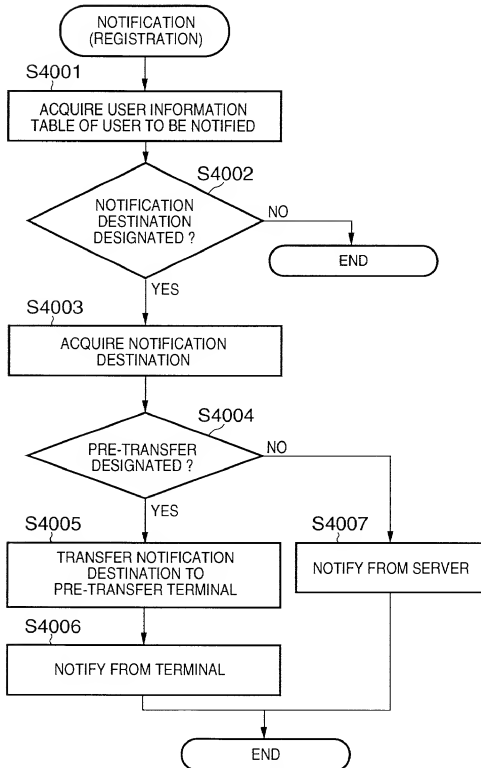 NOTIFICATION
(REGISTRATION)
S4001
ACQUIRE USER INFORMATION
TABLE OF USER TO BE NOTIFIED
S4002
NOTIFICATION
DESTINATION
DESIGNATED ?
NO
END
YES
S4003
ACQUIRE NOTIFICATION
DESTINATION
S4004
PRE-TRANSFER
DESIGNATED ?
NO
YES
S4005
TRANSFER NOTIFICATION
DESTINATION TO
PRE-TRANSFER TERMINAL
S4007
NOTIFY FROM SERVER
S4006
NOTIFY FROM TERMINAL
END